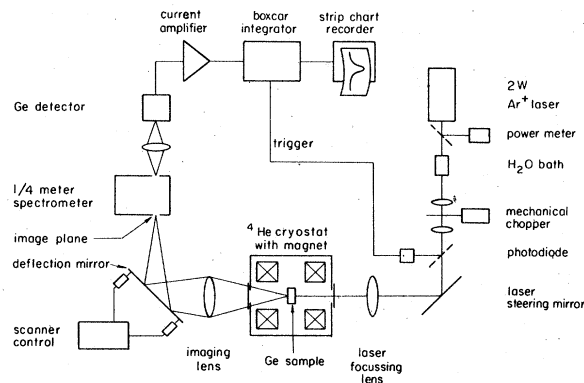 current
amplifier
boxcar
integrator
strip chart
recorder
2W
Ar+ laser
Ge detector
power meter
trigger
H2O bath
1/4 meter
spectrometer
mechanical
chopper
image plane
4He cryostat
with magnet
photodiode
deflection mirror
laser
steering mirror
scanner
control
imaging
lens
Ge sample
laser
focussing
lens